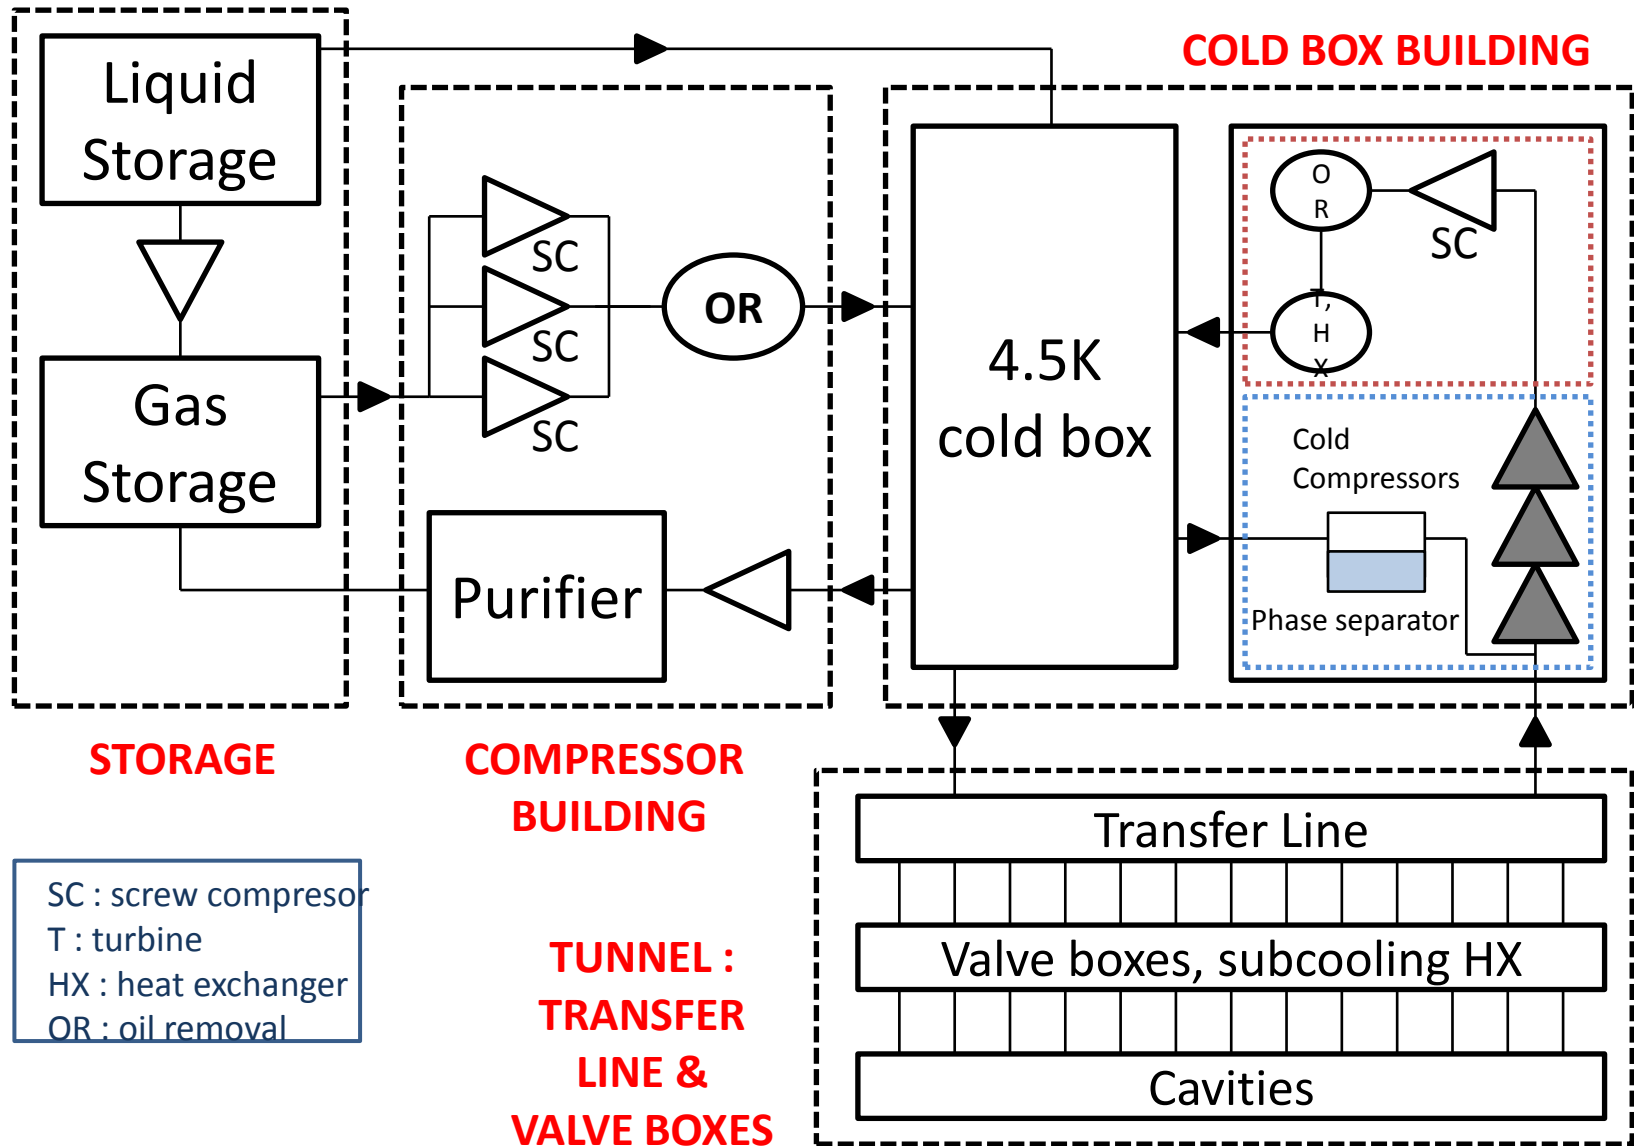 COLD BOX BUILDING
Liquid
Storage
Gas
Storage
SC
SC
SC
OR
Purifier
4.5K
cold box
O
R
SC
T,
H
X
Cold
Compressors
Phase separator
STORAGE
COMPRESSOR
BUILDING
SC : screw compresor
T : turbine
HX : heat exchanger
OR : oil removal
TUNNEL :
TRANSFER
LINE &
VALVE BOXES
Transfer Line
Valve boxes, subcooling HX
Cavities